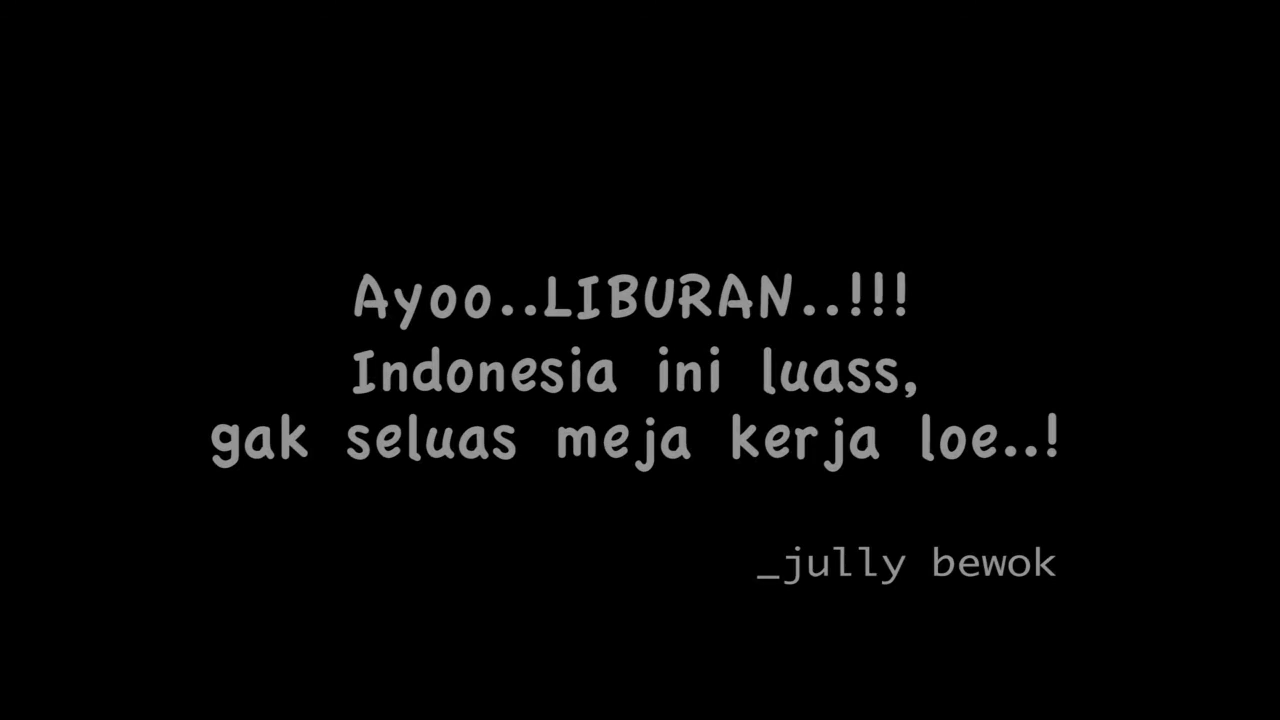 Ayoo..LIBURAN..!!!
Indonesia ini luass,
gak seluas meja kerja loe..!
_jully bewok